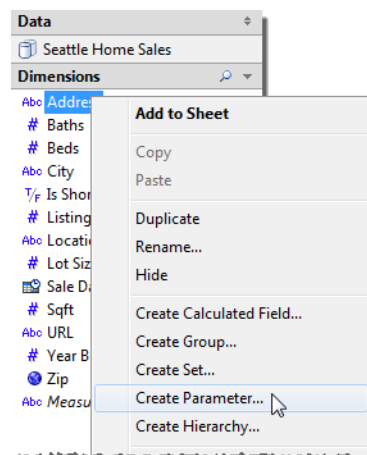 Data
Seattle Home Sales
Dimensions
Abc Addres
# Baths
# Beds
Abc City
T/F Is Shor
# Listing
Abc Locati
# Lot Siz
Sale Da
# Sqft
Abc URL
# Year B
Zip
Abc Measu
Add to Sheet
Copy
Paste
Duplicate
Rename...
Hide
Create Calculated Field...
Create Group...
Create Set...
Create Parameter...
Create Hierarchy...